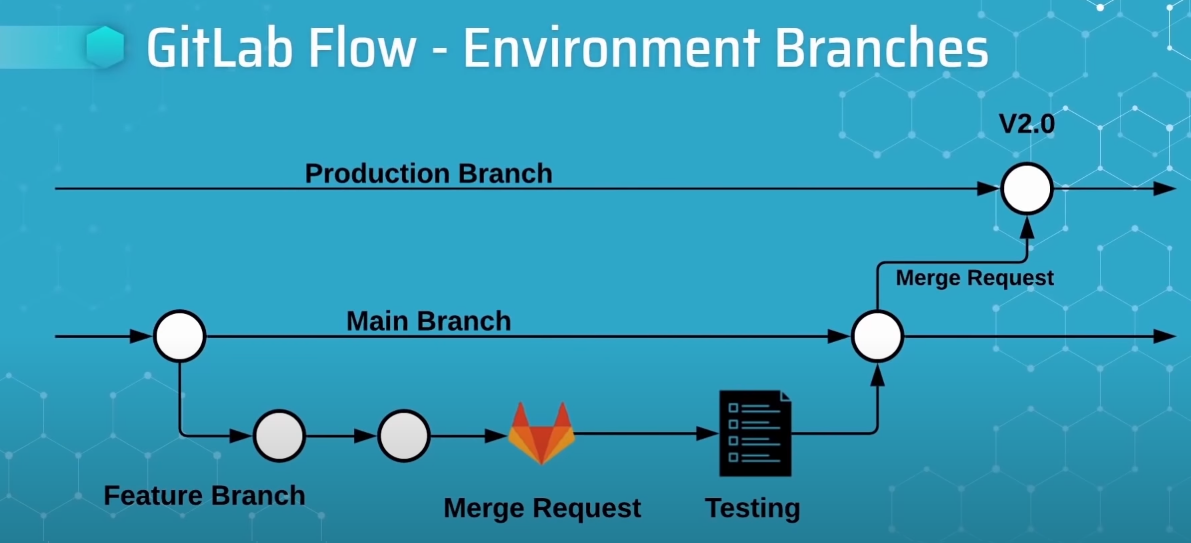 GitLab Flow - Environment Branches
V2.0
Production Branch
Merge Request
Main Branch
Feature Branch
Merge Request
Testing